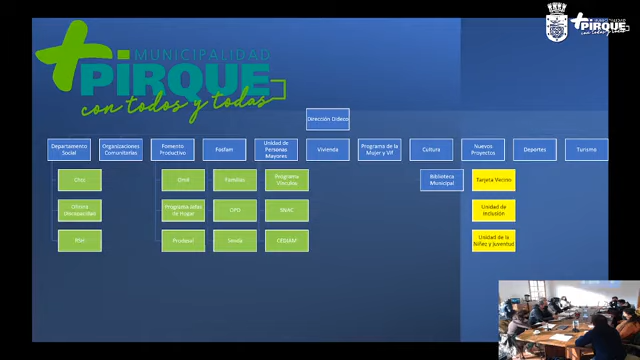 MUNICIPALIDAD
PIRQUE
con todos y todas
PIRQUE
con todos y todas
Dirección Dideco
Departamento
Social
Organizaciones
Comunitarias
Fomento
Productivo
Fosfam
Unidad de
Personas
Mayores
Vivienda
Programa de
la Mujer y Vif
Cultura
Nuevos
Proyectos
Deportes
Turismo
Omil
Familias
Programa
Vínculos
Biblioteca
Municipal
Tarjeta Vecino
Oficina
Discapacidad
Programa Jefas
de Hogar
OPD
SNAC
Unidad de
Inclusión
RSH
Prodesal
Senda
CEDIAM
Unidad de la
Niñez y Juventud